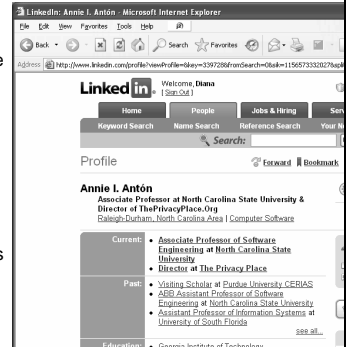 LinkedIn: Annie I. Antón - Microsoft Internet Explorer
File Edit View Favorites Tools Help
Back Search Favorites
Address http://www.linkedin.com/profile?viewProfile=&key=339728&fromSearch=0&sik=1156573332027&spl
Linked in. Welcome, Diana
[Sign Out]
Home People Jobs & Hiring Serv
Keyword Search Name Search Reference Search Your N
Search:
Profile Forward Bookmark
Annie I. Antón
Associate Professor at North Carolina State University &
Director of ThePrivacyPlace.Org
Raleigh-Durham, North Carolina Area | Computer Software
Current: • Associate Professor of Software
Engineering at North Carolina State
University
• Director at The Privacy Place
Past: • Visiting Scholar at Purdue University CERIAS
• ABB Assistant Professor of Software
Engineering at North Carolina State University
• Assistant Professor of Information Systems at
University of South Florida
see all...
Education: • Georgia Institute of Technology
e
s